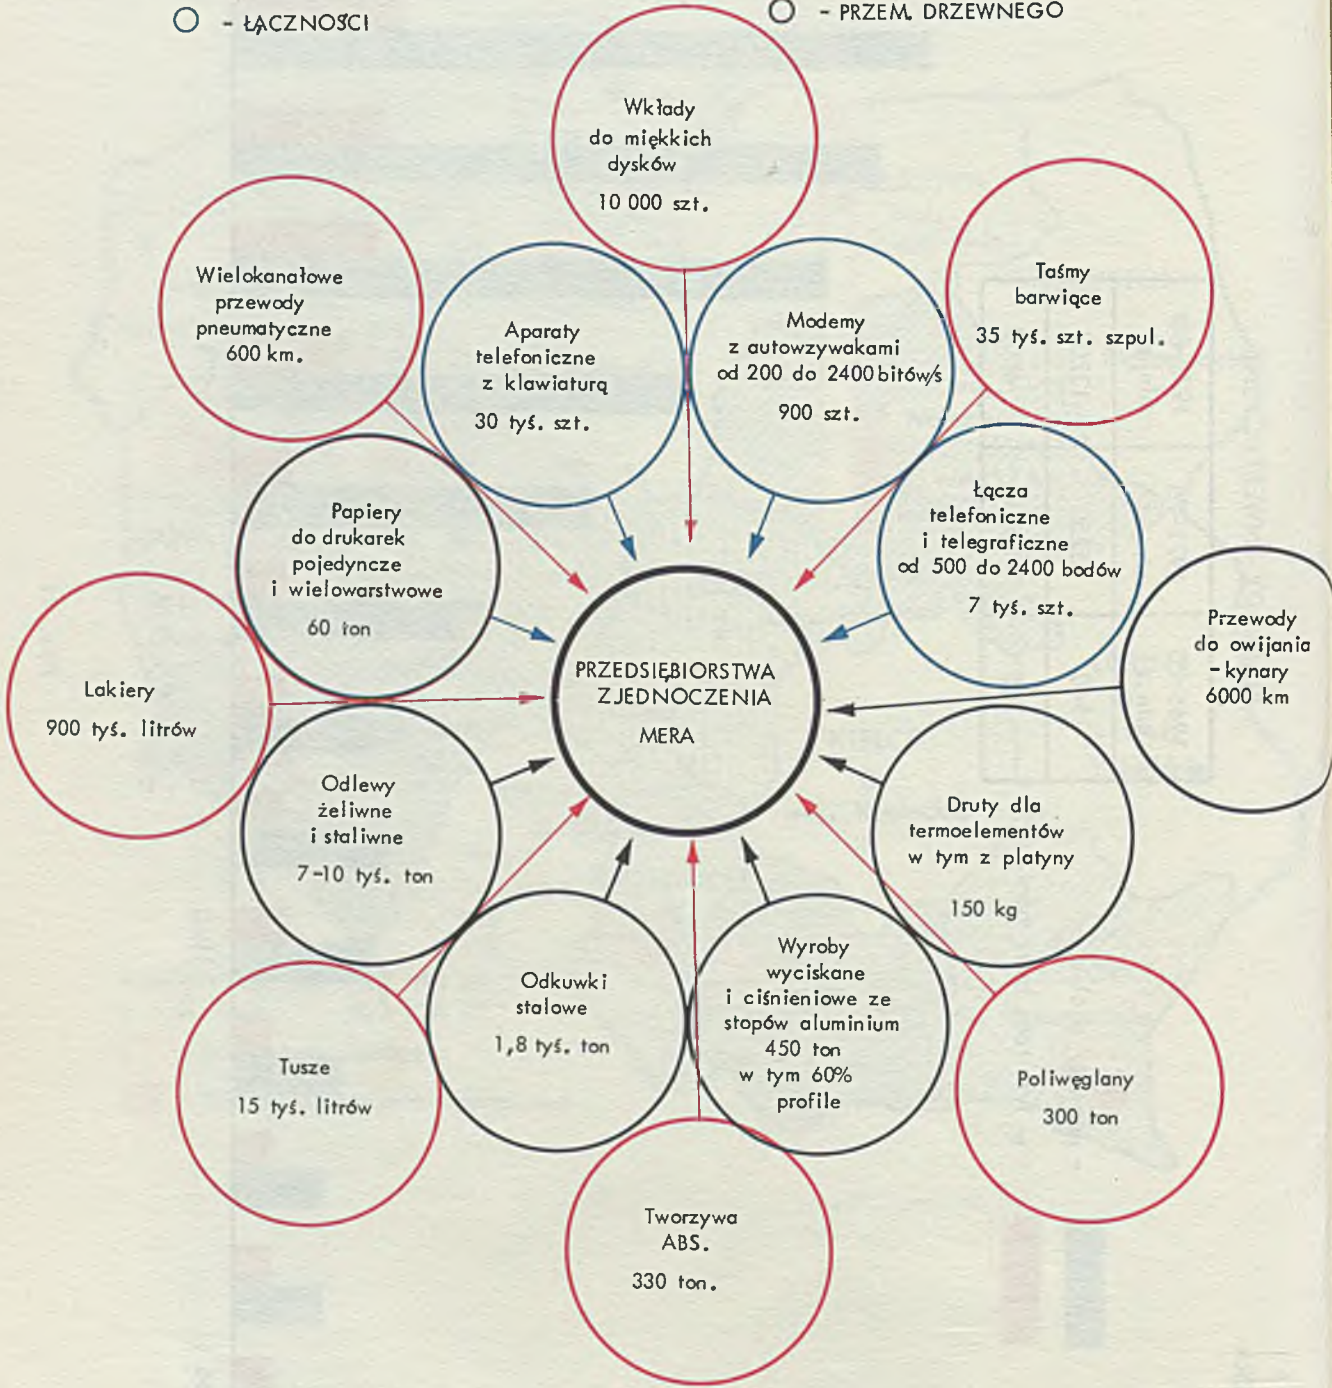 - ŁĄCZNOŚCI
- PRZEM. DRZEWNEGO
Wkłady
do miękkich
dysków
10 000 szt.
Wielokanałowe
przewody
pneumatyczne
600 km.
Aparaty
telefoniczne
z klawiaturą
30 tyś. szt.
Modemy
z autowzywakami
od 200 do 2400 bitów/s
900 szt.
Taśmy
barwiące
35 tyś. szt. szpul.
Papiery
do drukarek
pojedyncze
i wielowarstwowe
60 ton
Łącza
telefoniczne
i telegraficzne
od 500 do 2400 bodów
7 tyś. szt.
Przewody
do owijania
- kynary
6000 km
Lakiery
900 tyś. litrów
PRZEDSIĘBIORSTWA
ZJEDNOCZENIA
MERA
Odlewy
żeliwne
i staliwne
7-10 tyś. ton
Druty dla
termoelementów
w tym z platyny
150 kg
Odkuwki
stalowe
1,8 tyś. ton
Wyroby
wyciskane
i ciśnieniowe ze
stopów aluminium
450 ton
w tym 60%
profile
Tusze
15 tyś. litrów
Poliwęglany
300 ton
Tworzywa
ABS.
330 ton.